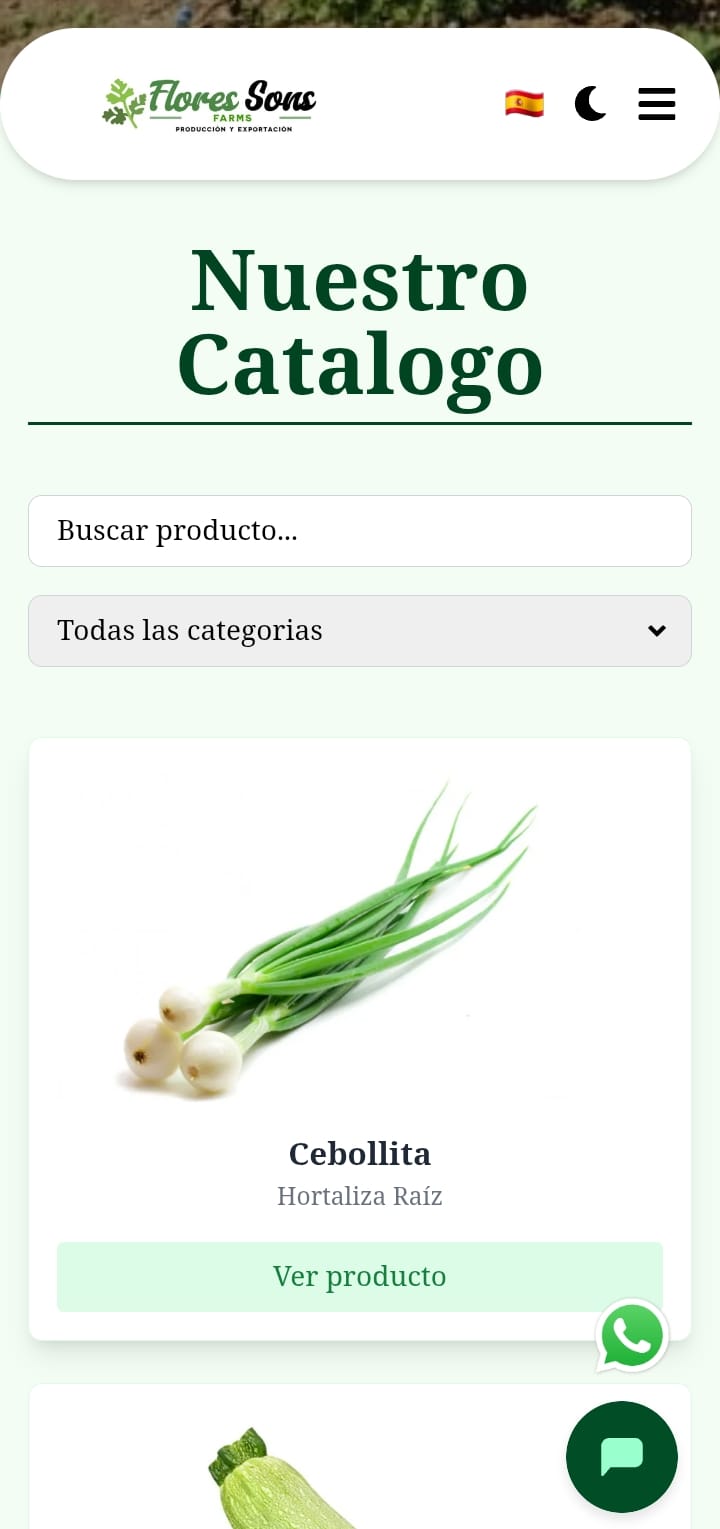 Flores Sons
FARMS
PRODUCCIÓN Y EXPORTACIÓN
Nuestro
Catalogo
Buscar producto...
Todas las categorias
Cebollita
Hortaliza Raíz
Ver producto